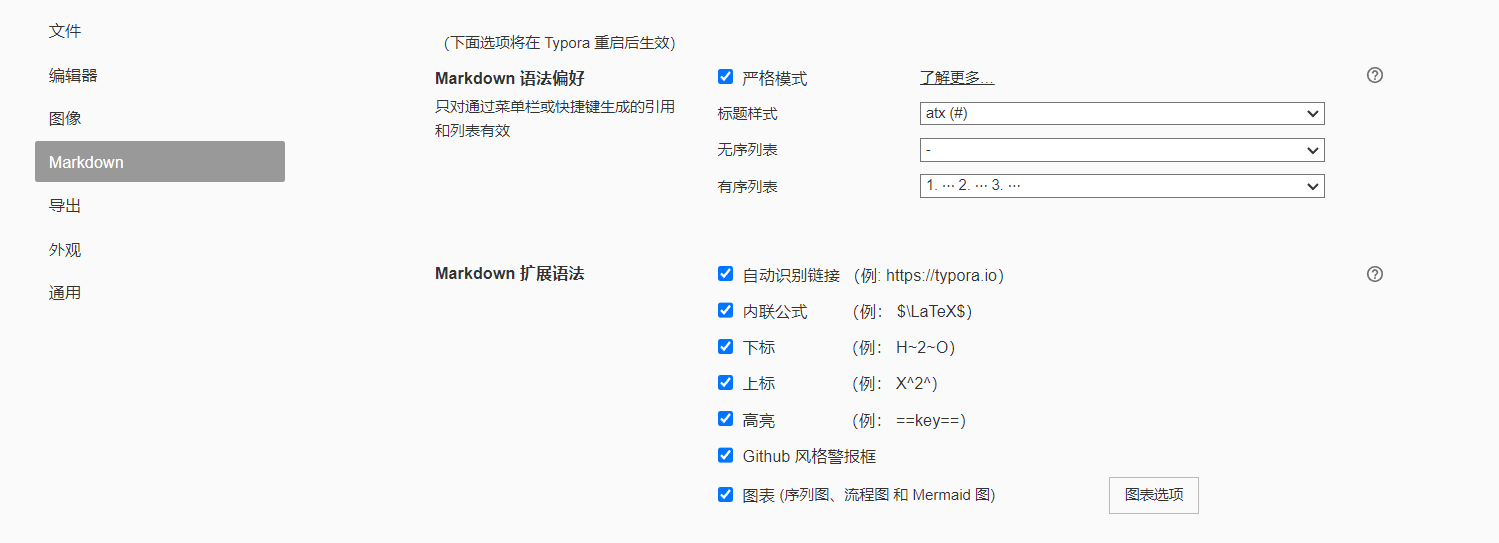 文件
编辑器
图像
Markdown
导出
外观
通用
(下面选项将在 Typora 重启后生效)
Markdown 语法偏好
只对通过菜单栏或快捷键生成的引用
和列表有效
严格模式 了解更多...
标题样式 atx (#)
无序列表 -
有序列表 1. ··· 2. ··· 3. ···
Markdown 扩展语法
自动识别链接 (例: https://typora.io)
内联公式 (例： $\LaTeX$)
下标 (例： H~2~O)
上标 (例： X^2^)
高亮 (例： ==key==)
Github 风格警报框
图表 (序列图、流程图 和 Mermaid 图) 图表选项